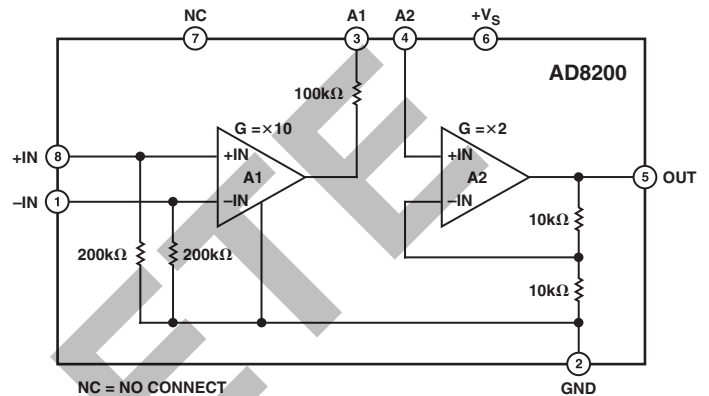 NC
A1
A2
+VS
7
3
4
6
AD8200
100kΩ
G = ×10
G = ×2
+IN
8
+IN
A1
–IN
–IN
1
+IN
A2
–IN
5
OUT
10kΩ
200kΩ
200kΩ
10kΩ
2
NC = NO CONNECT
GND
ETE